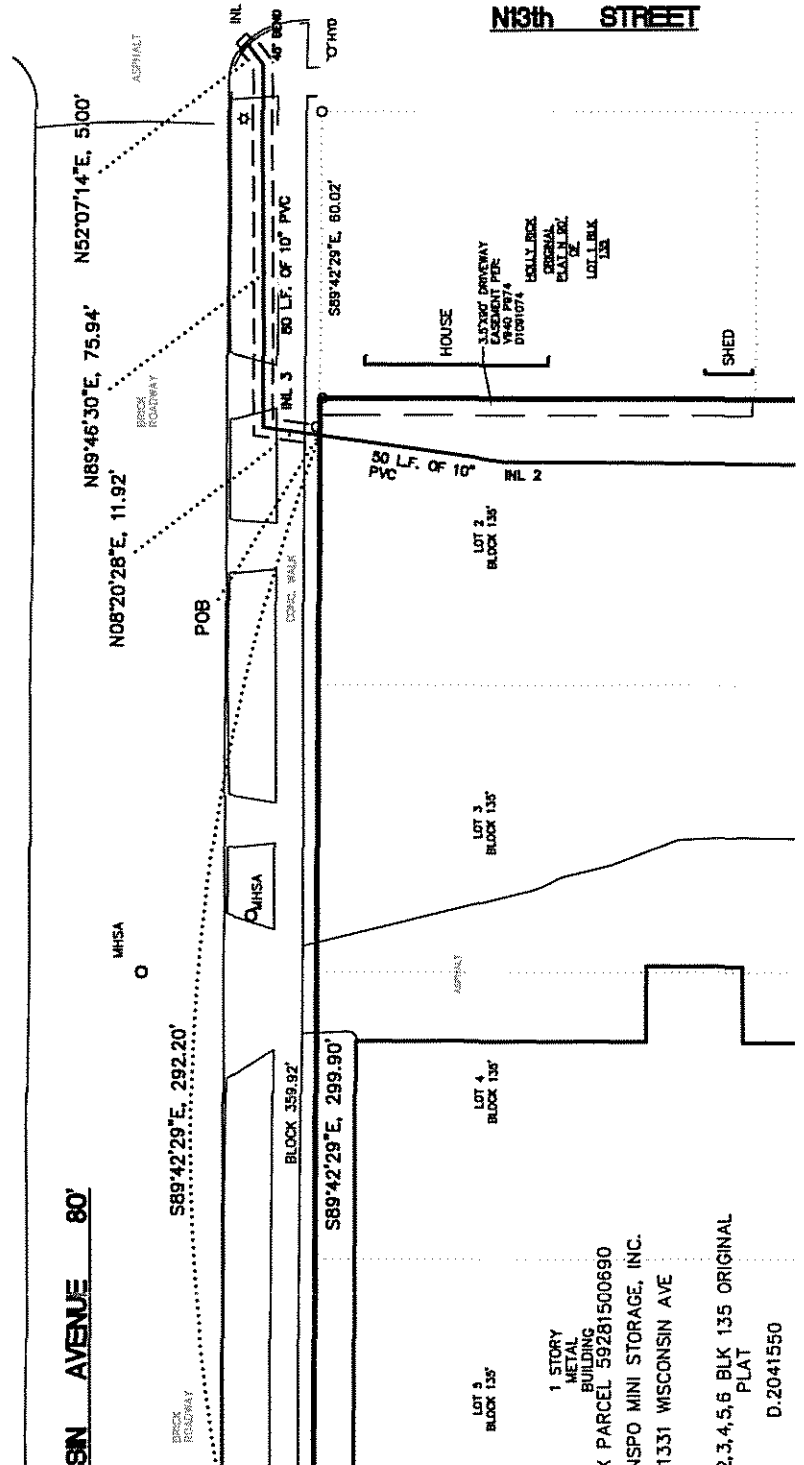 N13th STREET
INL
ASPHALT
45° BEND
HYD
N52°07'14"E, 5.00'
N89°46'30"E, 75.94'
N08°20'28"E, 11.92'
80 L.F. OF 10" PVC
INL 3
S89°42'29"E, 60.02'
BRICK
ROADWAY
POB
CONC. WALK
HOUSE
3.5'X90' DRIVEWAY
EASEMENT PER:
V940 P974
D1091074
HOLLY RICK
ORIGINAL
PLAT N 90'
OF
LOT 1 BLK
135
SHED
50 L.F. OF 10"
PVC
INL 2
LOT 2
BLOCK 135'
LOT 3
BLOCK 135'
MHSA
MHSA
ASPHALT
S89°42'29"E, 292.20'
BLOCK 359.92'
S89°42'29"E, 299.90'
LOT 4
BLOCK 135'
SIN AVENUE 80'
BRICK
ROADWAY
LOT 5
BLOCK 135'
1 STORY
METAL
BUILDING
X PARCEL 59281500690
NSPO MINI STORAGE, INC.
1331 WISCONSIN AVE
2,3,4,5,6 BLK 135 ORIGINAL
PLAT
D.2041550